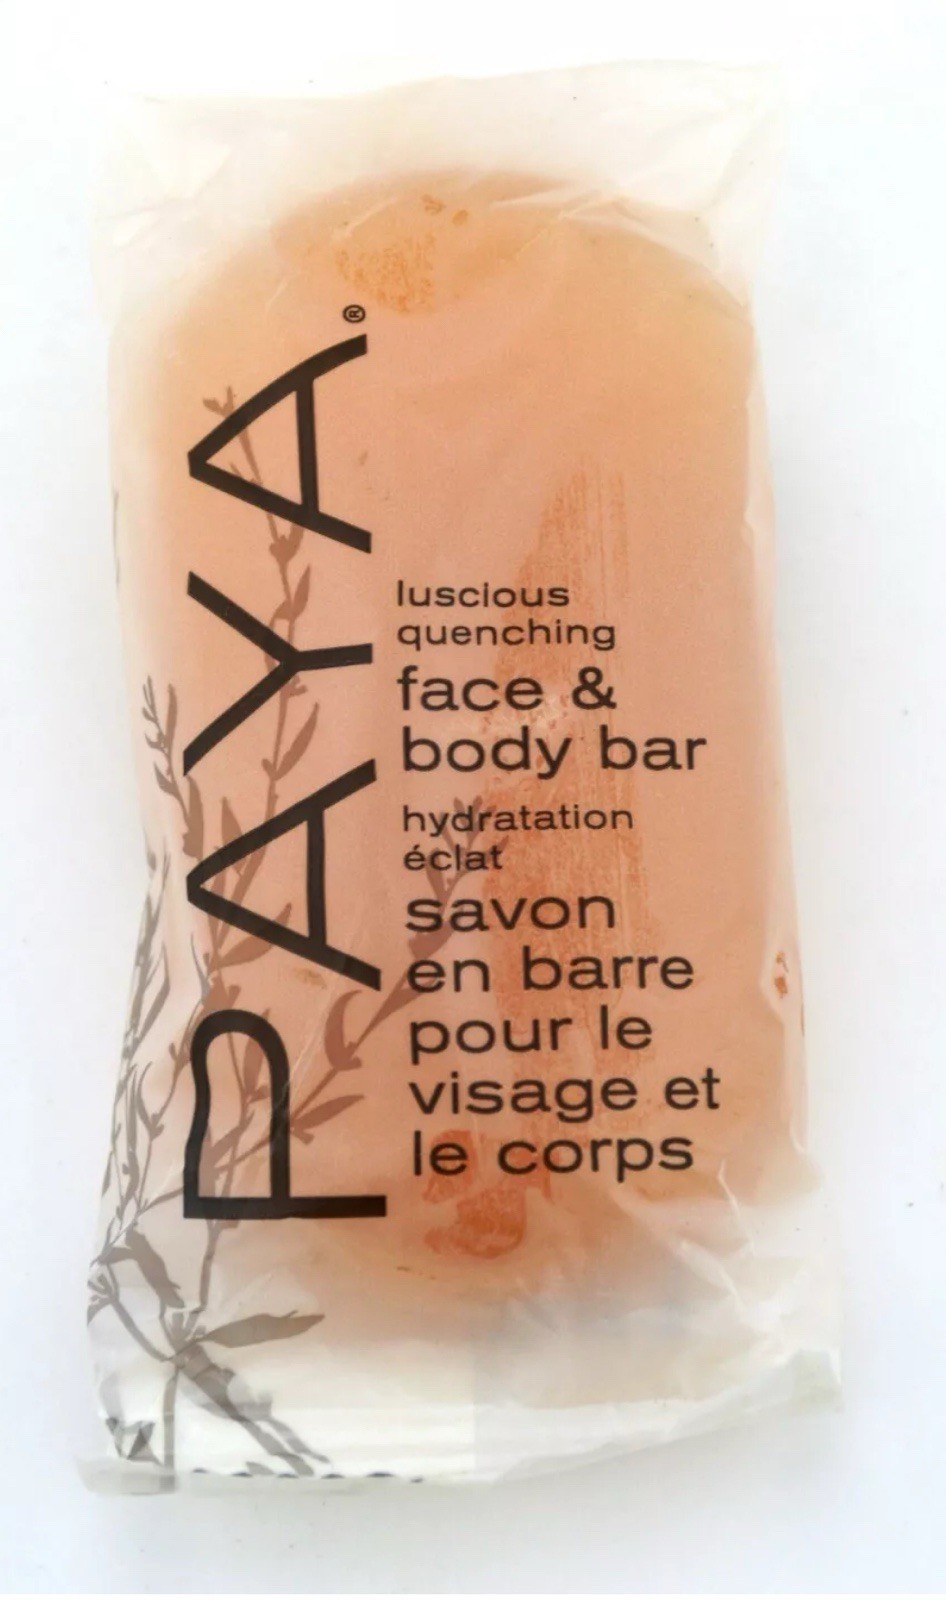 PAYA®
luscious
quenching
face &
body bar
hydratation
éclat
savon
en barre
pour le
visage et
le corps